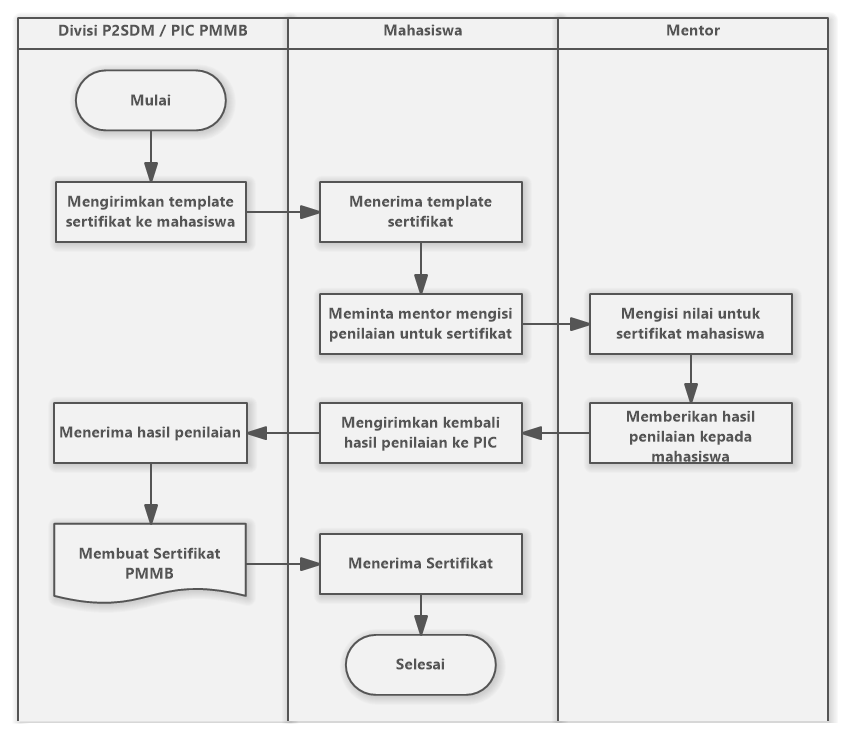 Divisi P2SDM / PIC PMMB
Mahasiswa
Mentor
Mulai
Mengirimkan template
sertifikat ke mahasiswa
Menerima template
sertifikat
Meminta mentor mengisi
penilaian untuk sertifikat
Mengisi nilai untuk
sertifikat mahasiswa
Memberikan hasil
penilaian kepada
mahasiswa
Mengirimkan kembali
hasil penilaian ke PIC
Menerima hasil penilaian
Membuat Sertifikat
PMMB
Menerima Sertifikat
Selesai